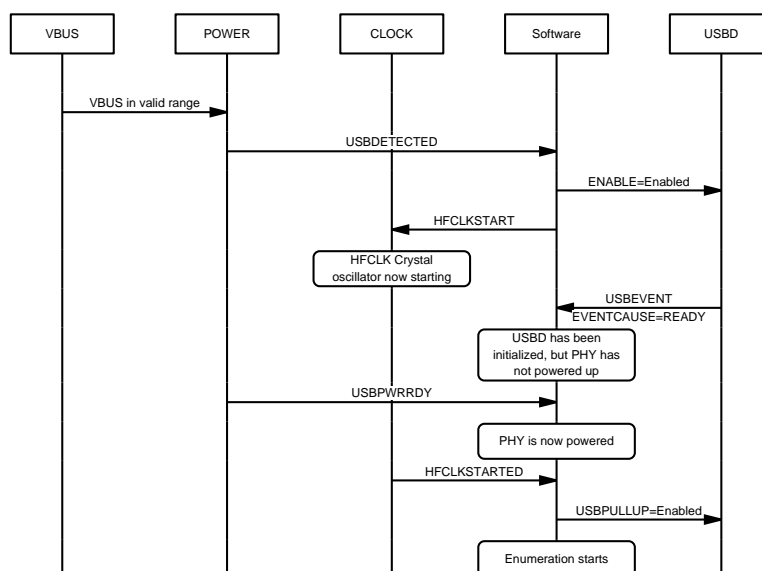 VBUS
POWER
CLOCK
Software
USBD
VBUS in valid range
USBDETECTED
ENABLE=Enabled
HFCLKSTART
HFCLK Crystal
oscillator now starting
USBEVENT
EVENTCAUSE=READY
USBD has been
initialized, but PHY has
not powered up
USBPWRRDY
PHY is now powered
HFCLKSTARTED
USBPULLUP=Enabled
Enumeration starts